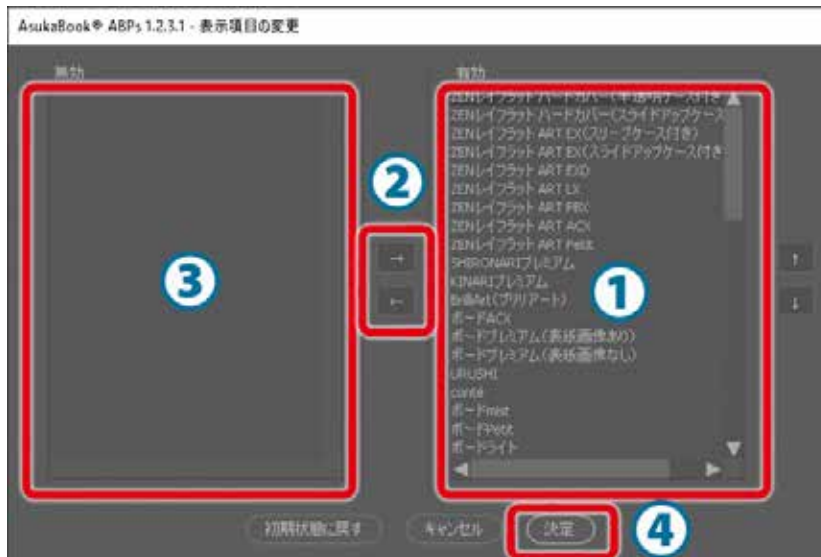 AsukaBook® ABPs 1.2.3.1 - 表示項目の変更
無効
有効
ZENレイフラット ハードカバー(半透明ケース付き
ZENレイフラット ハードカバー(スライドアップケース
ZENレイフラット ART EX(スリーブケース付き)
ZENレイフラット ART EX(スライドアップケース付き
ZENレイフラット ART EXD
ZENレイフラット ART LX
ZENレイフラット ART PRX
ZENレイフラット ART ACX
ZENレイフラット ART Petit
SHIRONARIプレミアム
KINARIプレミアム
BrilliArt(ブリリアート)
ボードACX
ボードプレミアム(表紙画像あり)
ボードプレミアム(表紙画像なし)
URUSHI
conté
ボードmist
ボードPetit
ボードライト
→
←
↑
↓
②
③
①
初期状態に戻す
キャンセル
決定
④